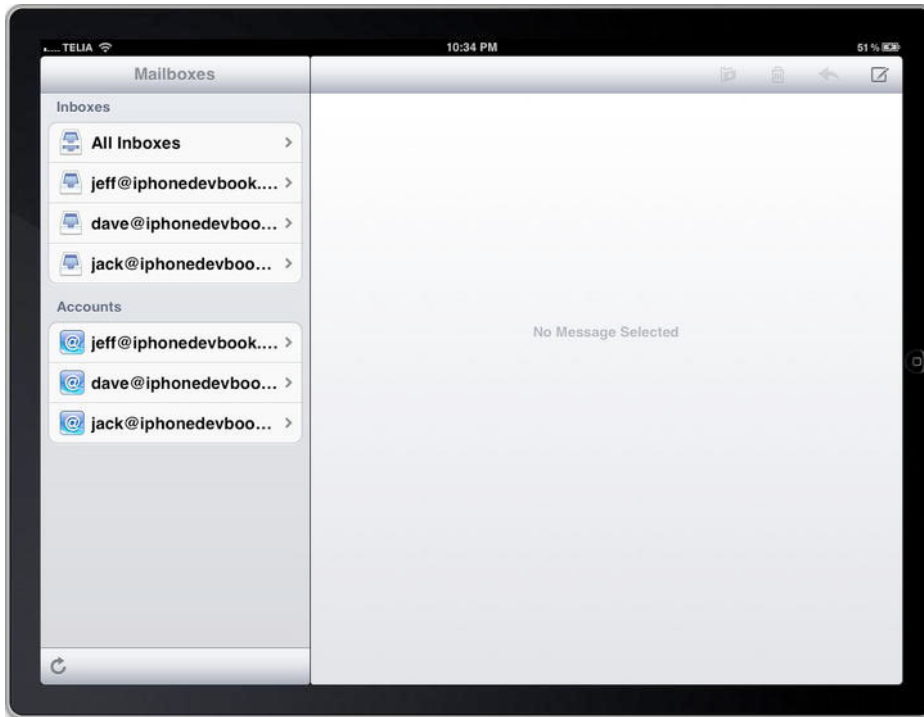 TELIA 10:34 PM 51 %
Mailboxes
Inboxes
All Inboxes
jeff@iphonedevbook....
dave@iphonedevboo...
jack@iphonedevboo...
Accounts
jeff@iphonedevbook....
dave@iphonedevboo...
jack@iphonedevboo...
No Message Selected